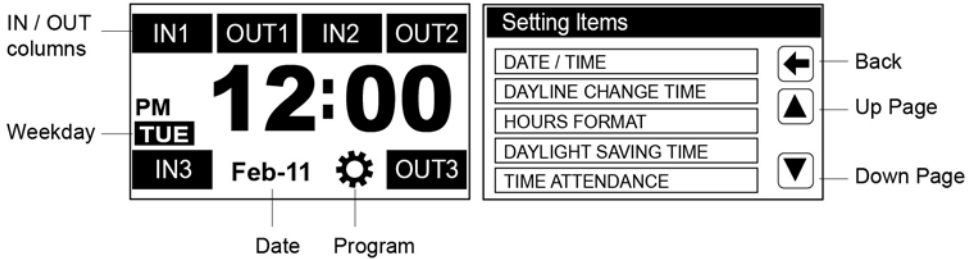 IN / OUT
columns
IN1 OUT1 IN2 OUT2
12:00
PM
Weekday
TUE
IN3 Feb-11 OUT3
Date Program
Setting Items
DATE / TIME
DAYLINE CHANGE TIME
HOURS FORMAT
DAYLIGHT SAVING TIME
TIME ATTENDANCE
Back
Up Page
Down Page